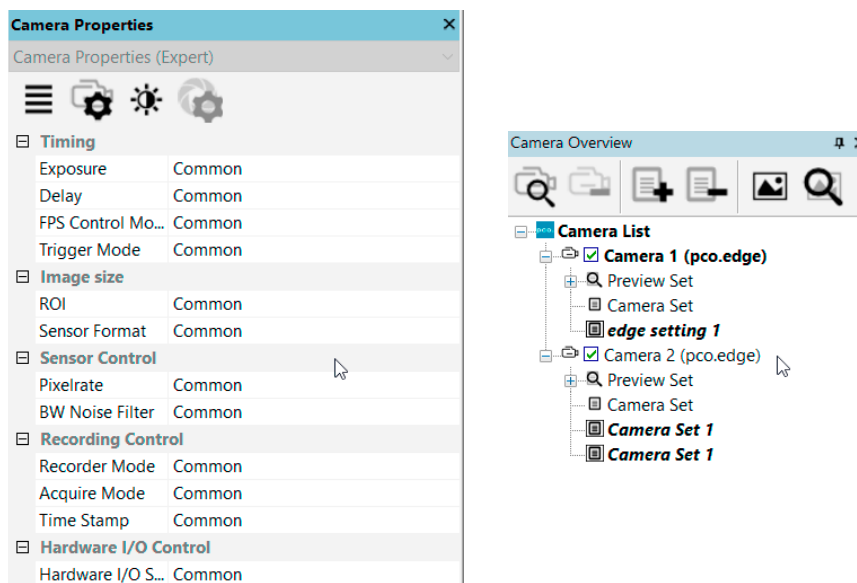 Camera Properties
Camera Properties (Expert)
Timing
Exposure Common
Delay Common
FPS Control Mo... Common
Trigger Mode Common
Image size
ROI Common
Sensor Format Common
Sensor Control
Pixelrate Common
BW Noise Filter Common
Recording Control
Recorder Mode Common
Acquire Mode Common
Time Stamp Common
Hardware I/O Control
Hardware I/O S... Common
Camera Overview
pco. Camera List
Camera 1 (pco.edge)
Preview Set
Camera Set
edge setting 1
Camera 2 (pco.edge)
Preview Set
Camera Set
Camera Set 1
Camera Set 1